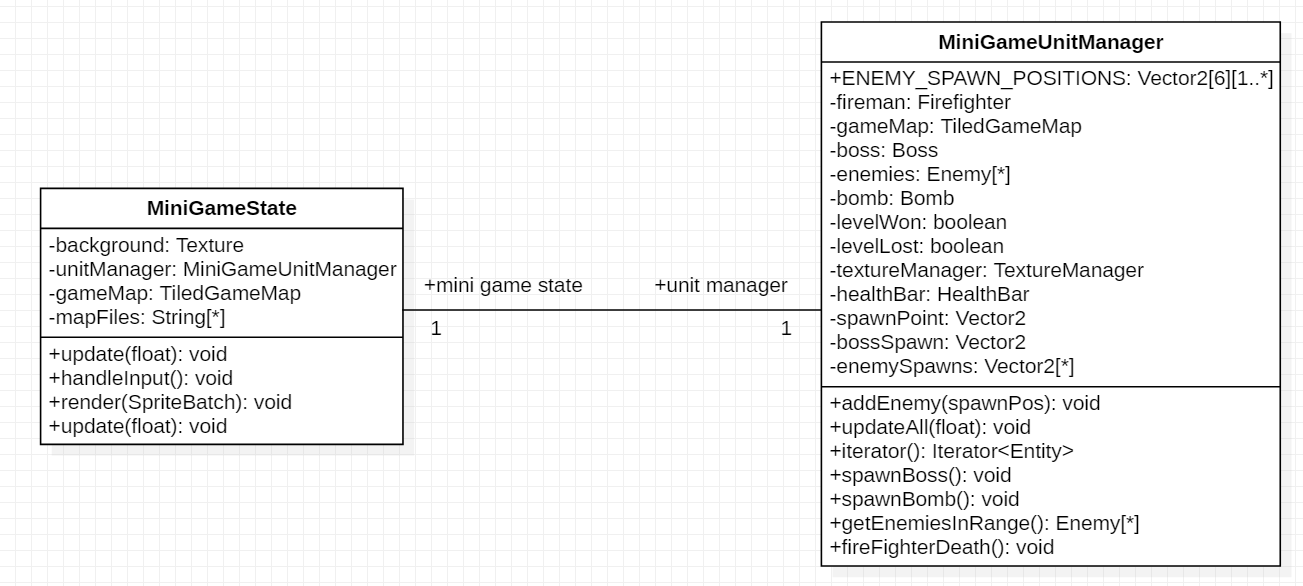 MiniGameState
-background: Texture
-unitManager: MiniGameUnitManager
-gameMap: TiledGameMap
-mapFiles: String[*]
+update(float): void
+handleInput(): void
+render(SpriteBatch): void
+update(float): void
+mini game state
1
+unit manager
1
MiniGameUnitManager
+ENEMY_SPAWN_POSITIONS: Vector2[6][1..*]
-fireman: Firefighter
-gameMap: TiledGameMap
-boss: Boss
-enemies: Enemy[*]
-bomb: Bomb
-levelWon: boolean
-levelLost: boolean
-textureManager: TextureManager
-healthBar: HealthBar
-spawnPoint: Vector2
-bossSpawn: Vector2
-enemySpawns: Vector2[*]
+addEnemy(spawnPos): void
+updateAll(float): void
+iterator(): Iterator<Entity>
+spawnBoss(): void
+spawnBomb(): void
+getEnemiesInRange(): Enemy[*]
+fireFighterDeath(): void